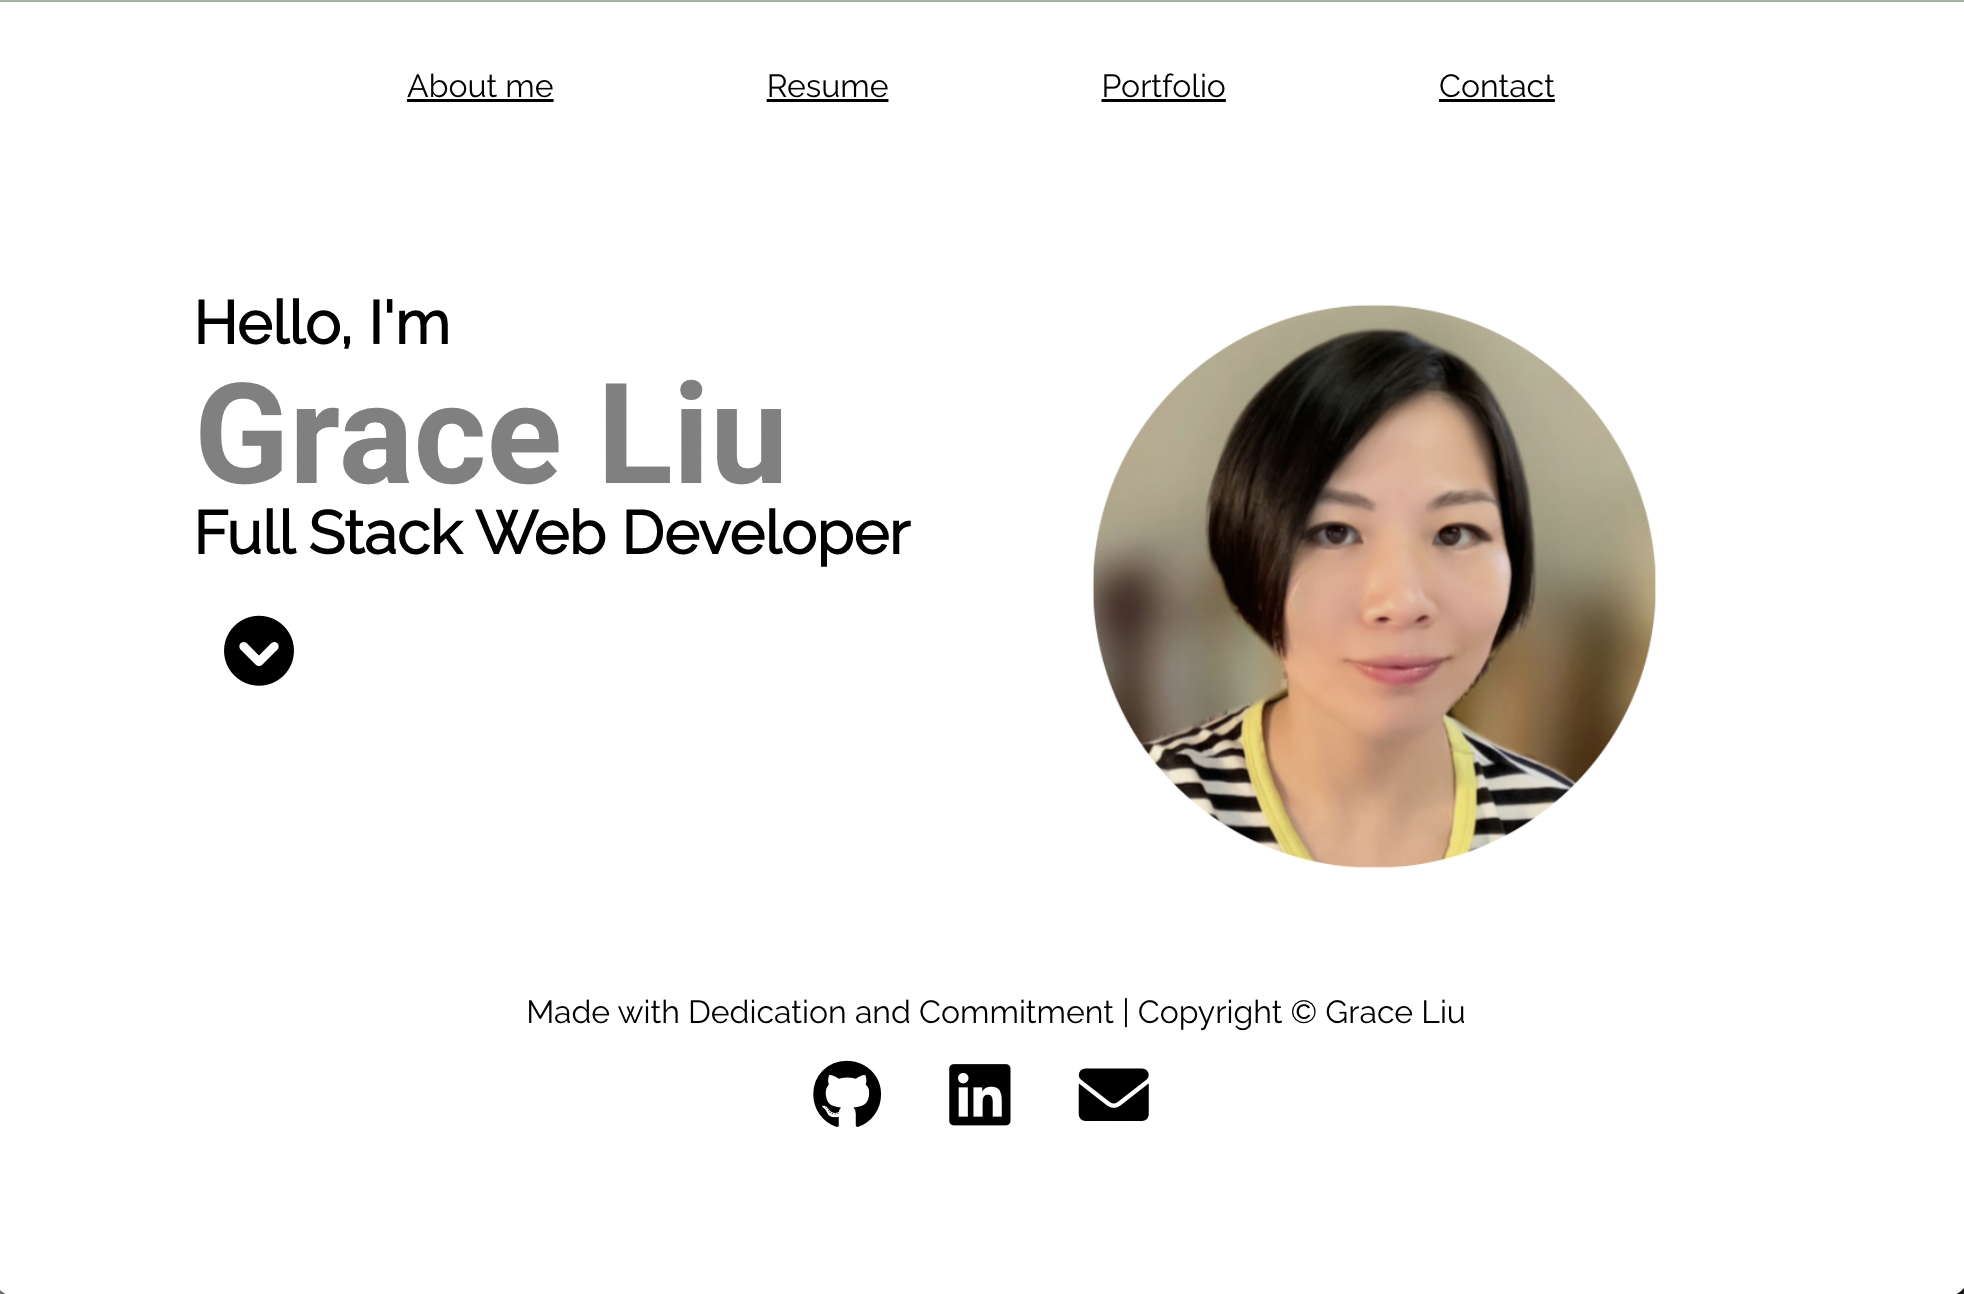 About me Resume Portfolio Contact
Hello, I'm
Grace Liu
Full Stack Web Developer
Made with Dedication and Commitment | Copyright © Grace Liu
in